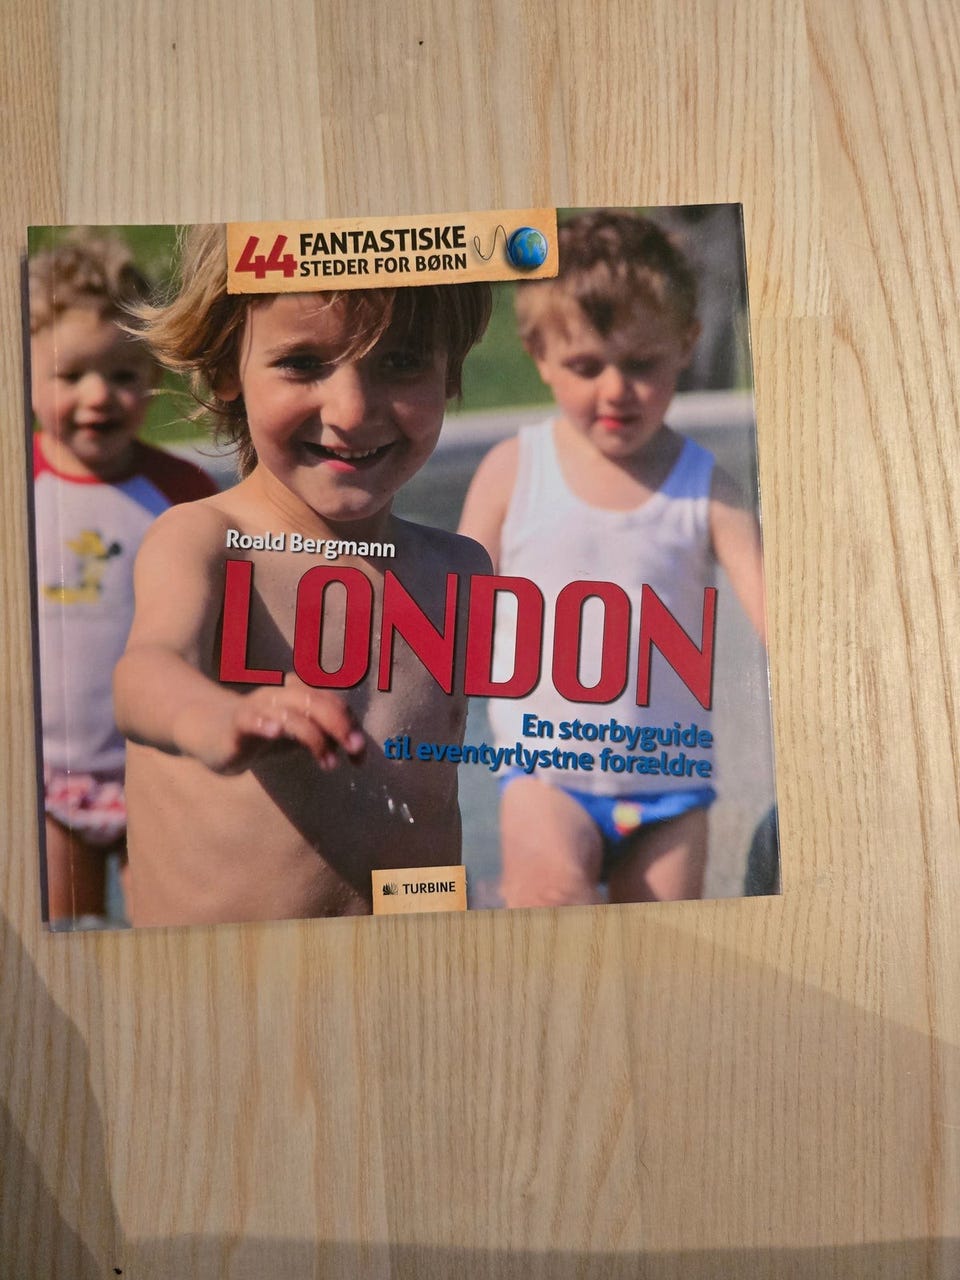 44 FANTASTISKE
STEDER FOR BØRN
Roald Bergmann
LONDON
En storbyguide
til eventyrlystne forældre
TURBINE